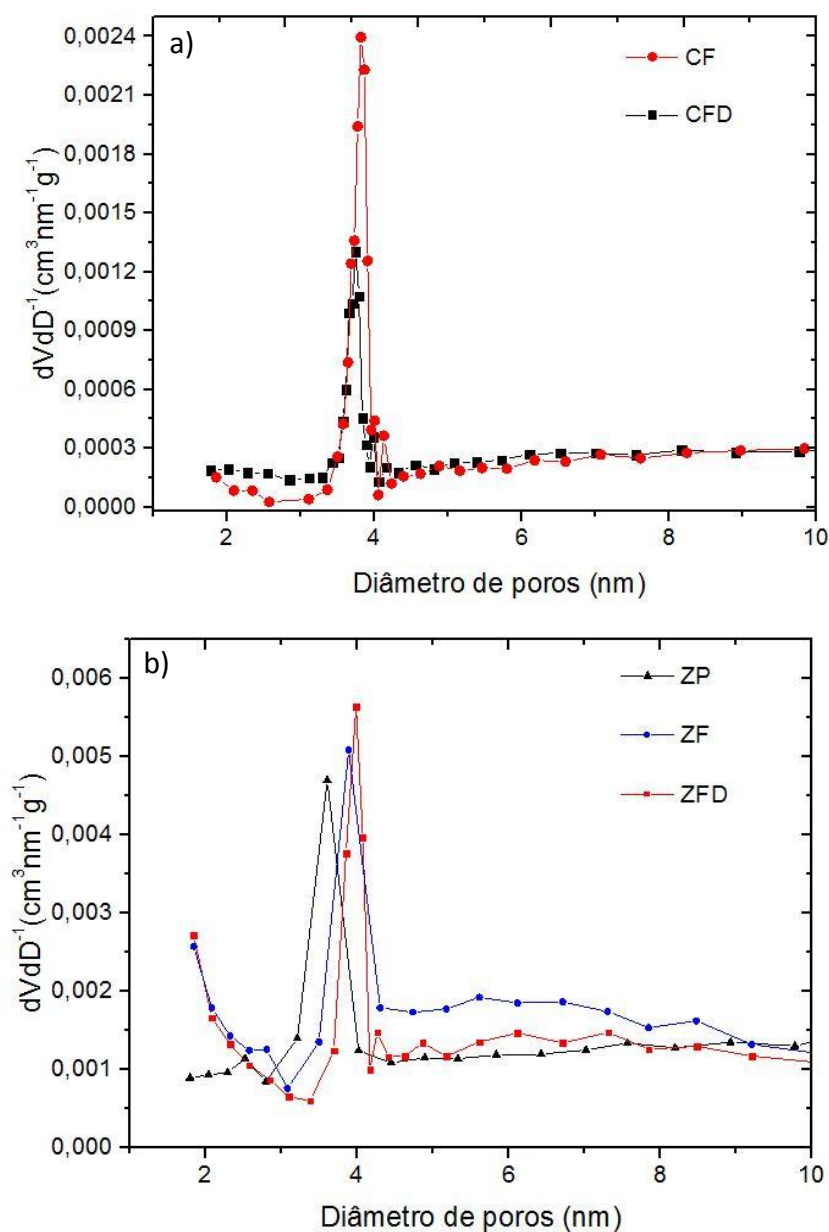 a)
CF
CFD
0,0024
0,0021
0,0018
0,0015
0,0012
0,0009
0,0006
0,0003
0,0000
dVdD⁻¹(cm³nm⁻¹g⁻¹)
2 4 6 8 10
Diâmetro de poros (nm)
b)
ZP
ZF
ZFD
0,006
0,005
0,004
0,003
0,002
0,001
0,000
dVdD⁻¹(cm³nm⁻¹g⁻¹)
2 4 6 8 10
Diâmetro de poros (nm)